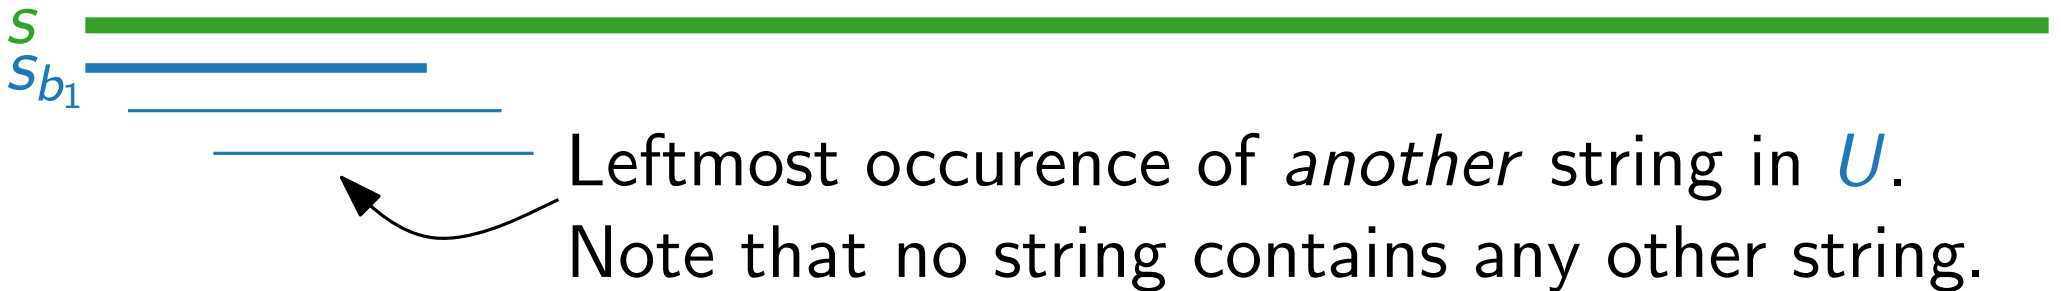 s
s_{b_1}
Leftmost occurence of another string in U.
Note that no string contains any other string.